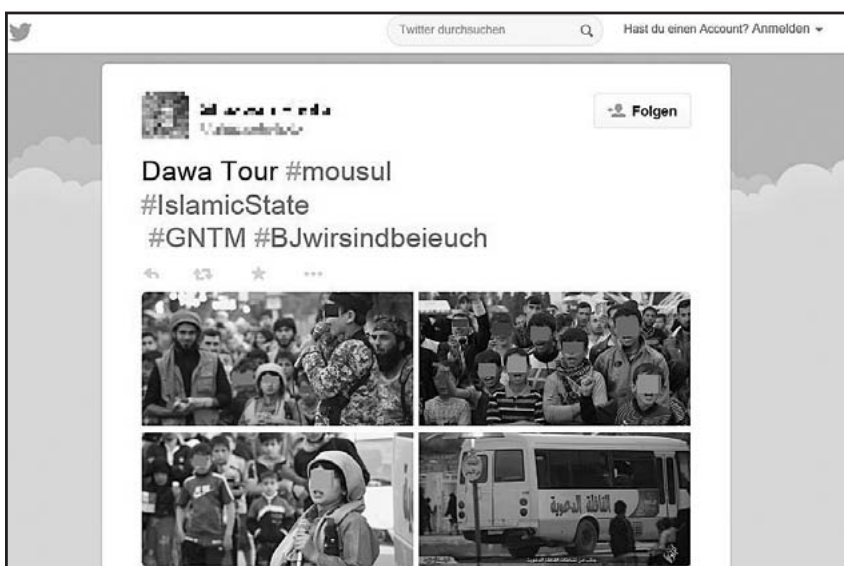 Twitter durchsuchen
Hast du einen Account? Anmelden
Folgen
Dawa Tour #mousul
#IslamicState
#GNTM #BJwirsindbeieuch
القافلة الدعوية